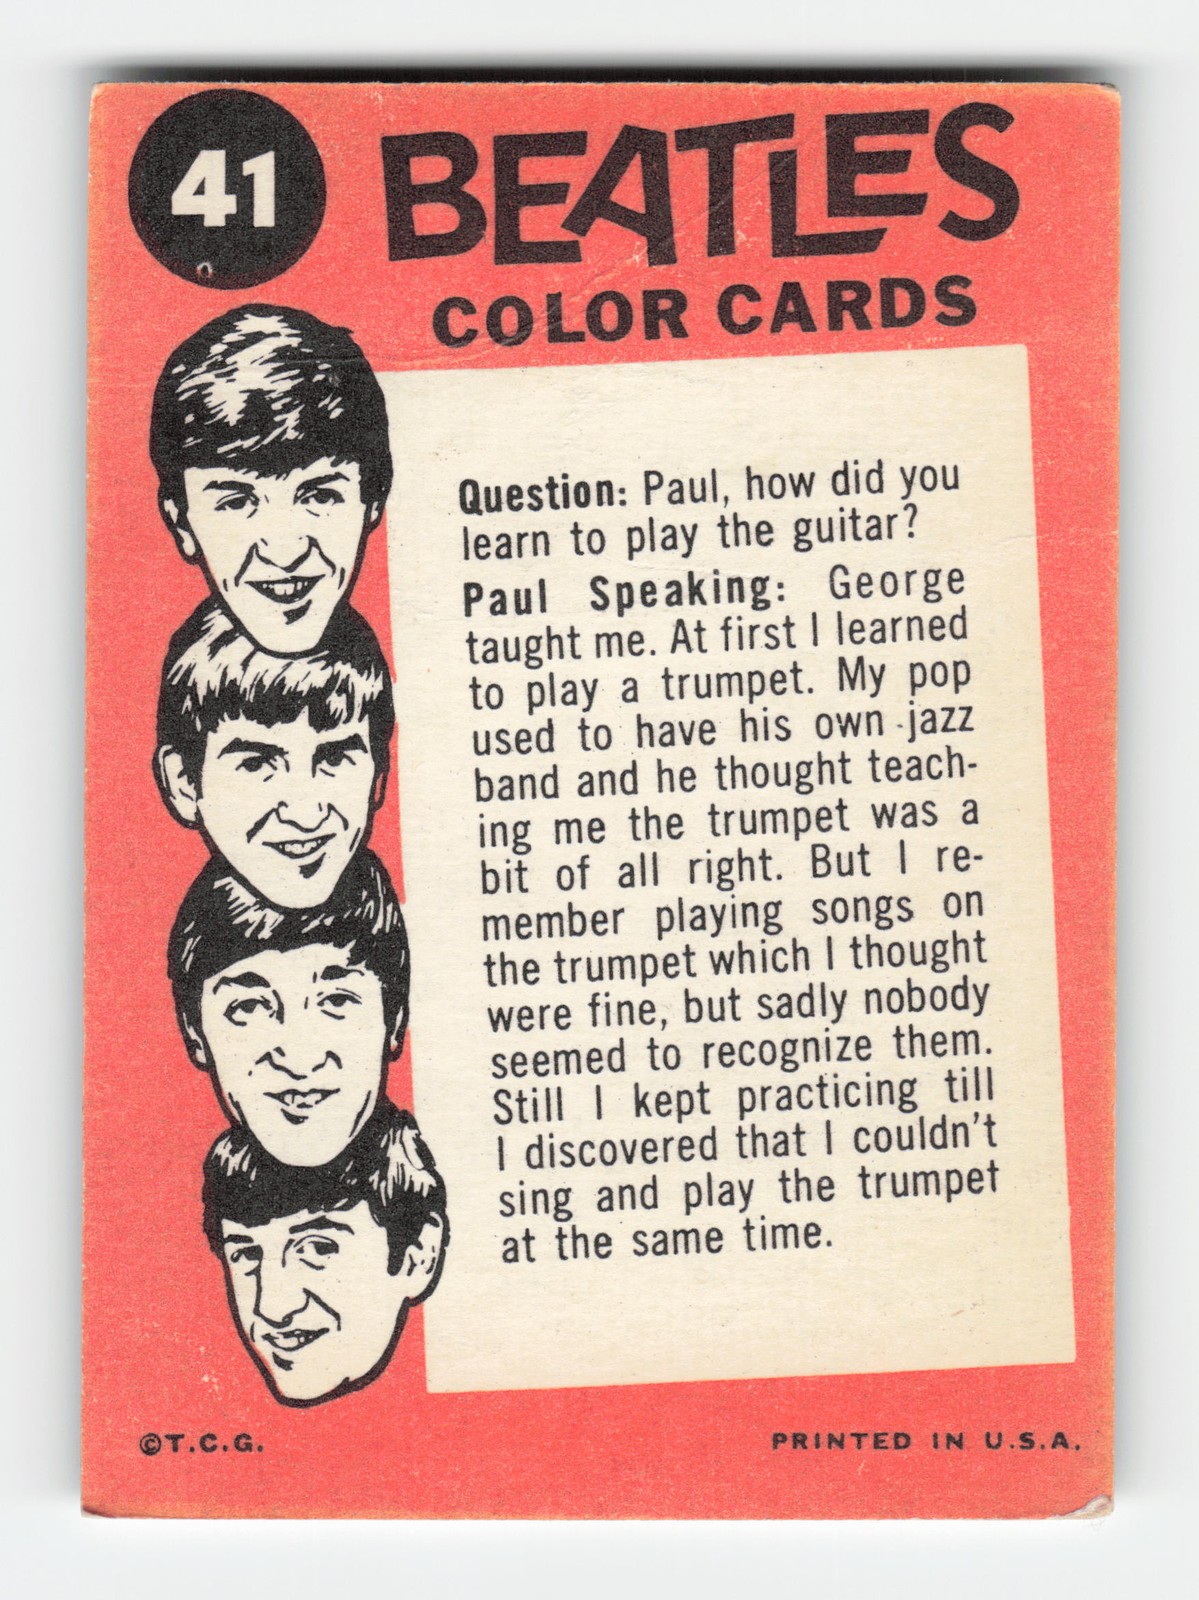 41
BEATLES
COLOR CARDS
Question: Paul, how did you
learn to play the guitar?
Paul Speaking: George
taught me. At first I learned
to play a trumpet. My pop
used to have his own jazz
band and he thought teach-
ing me the trumpet was a
bit of all right. But I re-
member playing songs on
the trumpet which I thought
were fine, but sadly nobody
seemed to recognize them.
Still I kept practicing till
I discovered that I couldn't
sing and play the trumpet
at the same time.
©T.C.G.
PRINTED IN U.S.A.